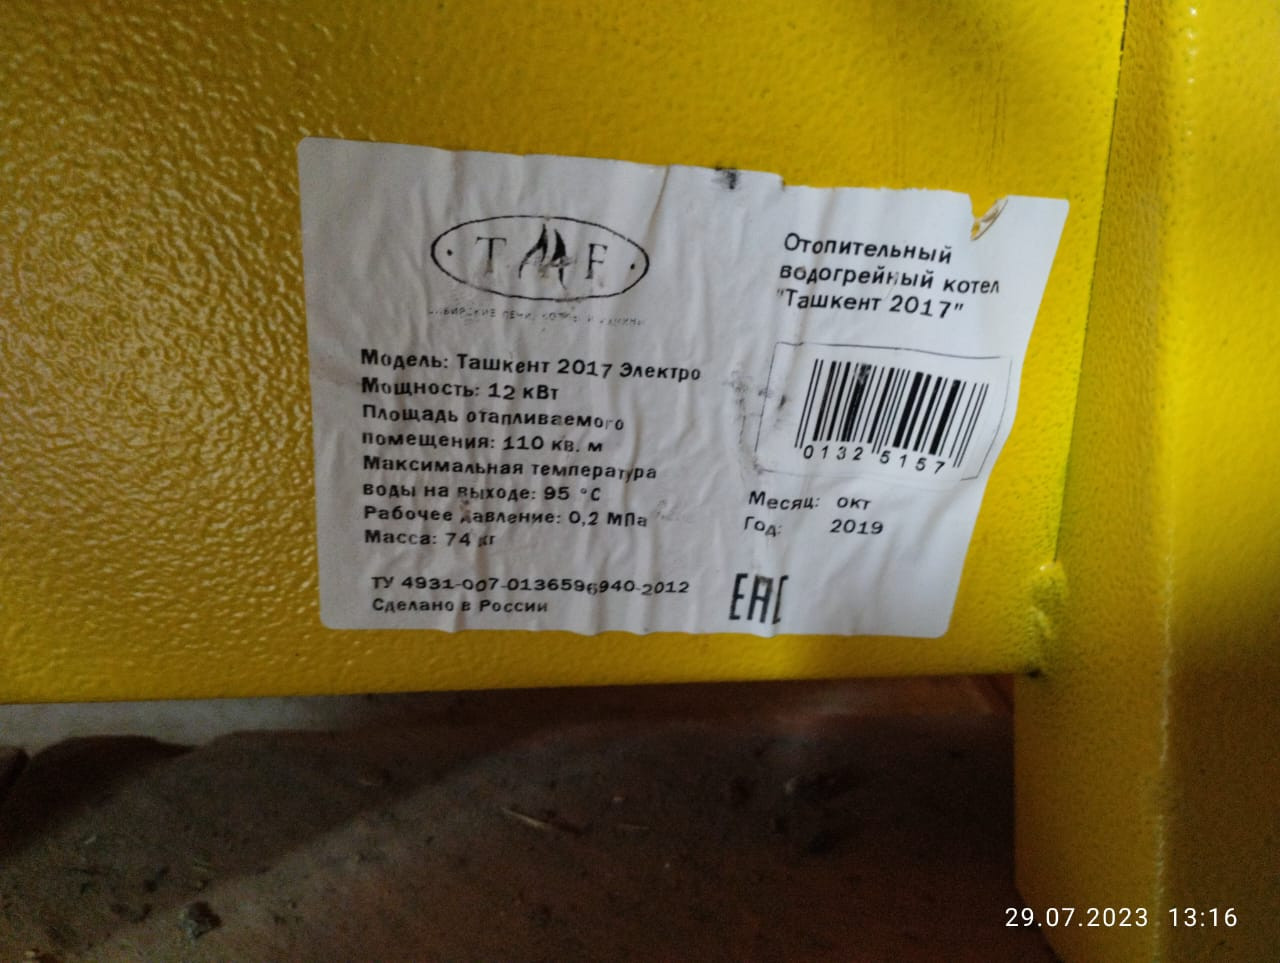 T F
Модель: Ташкент 2017 Электро
Мощность: 12 кВт
Площадь отапливаемого
помещения: 110 кв. м
Максимальная температура
воды на выходе: 95 °C
Рабочее давление: 0,2 МПа
Масса: 74 кг
ТУ 4931-007-0136596940-2012
Сделано в России
Отопительный
водогрейный котел
"Ташкент 2017"
0132 5157
Месяц: окт
Год: 2019
EAC
29.07.2023 13:16